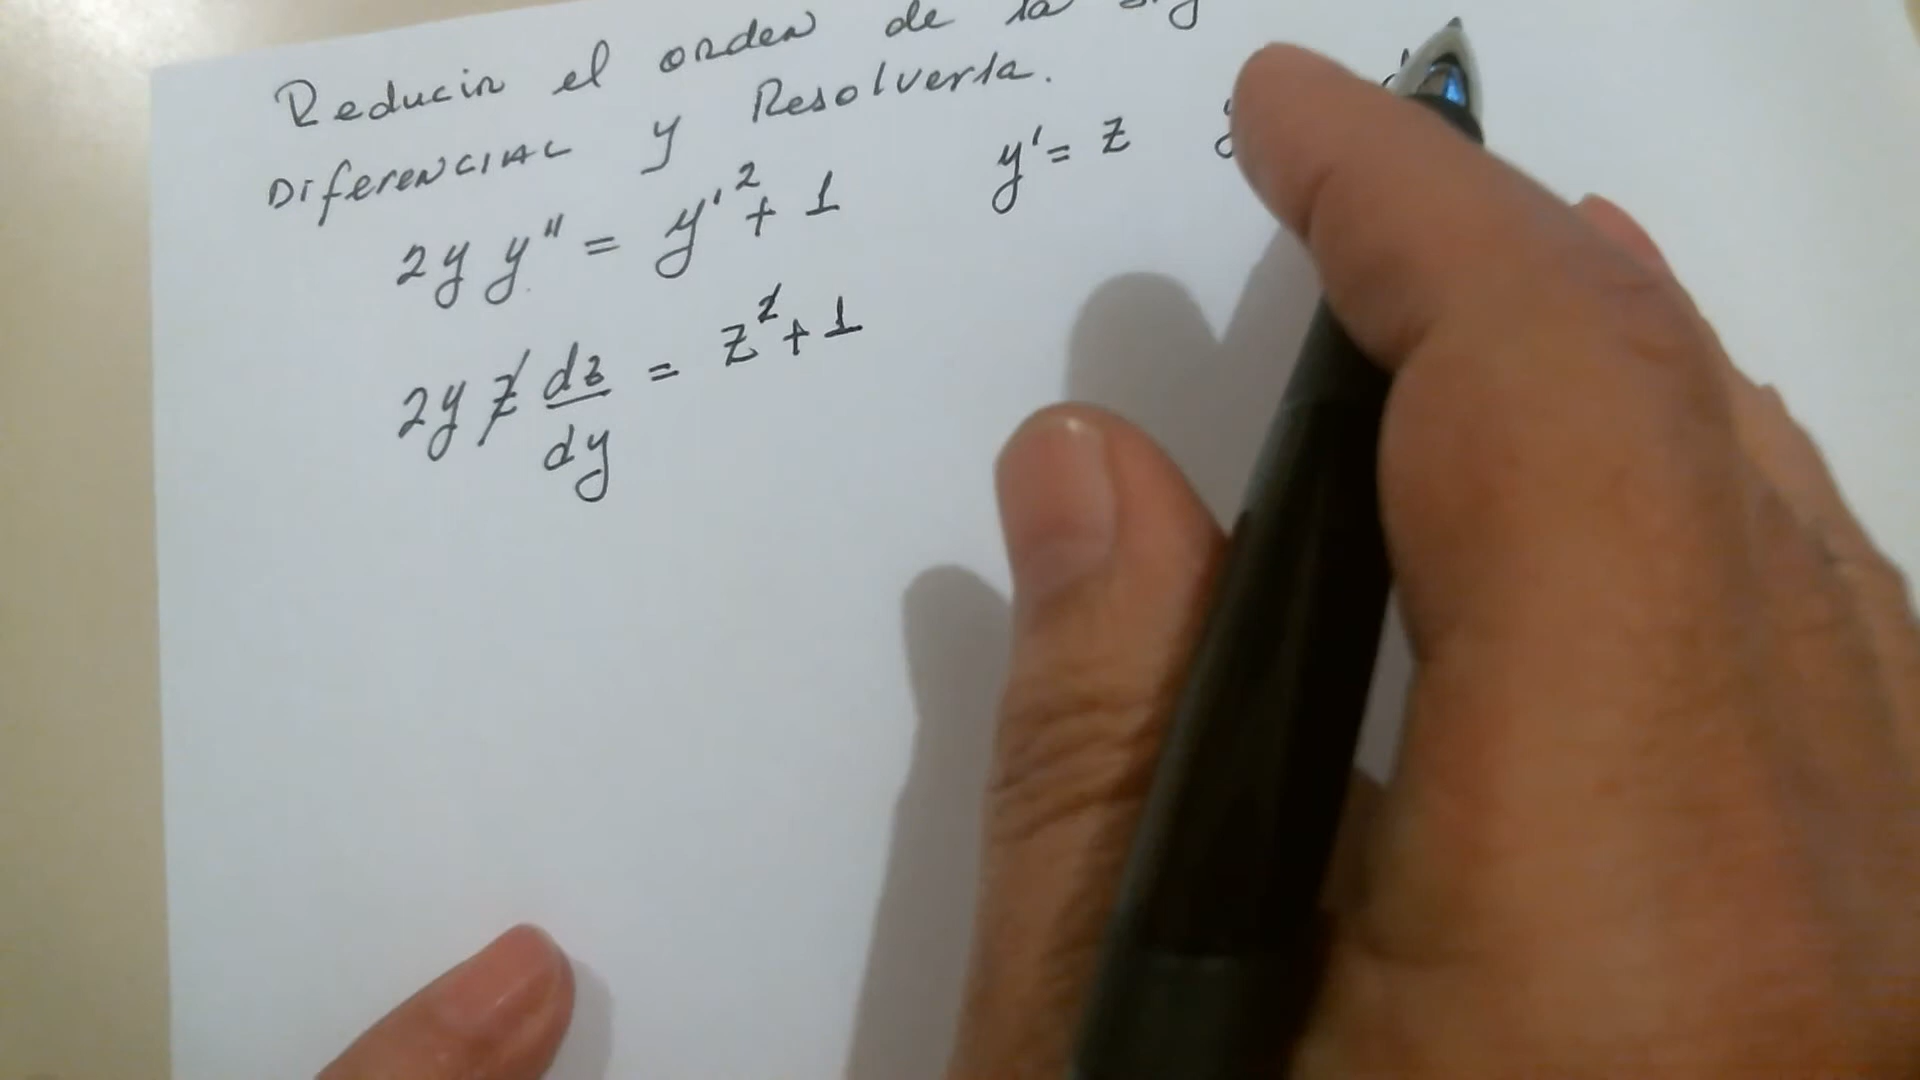 Reducir el orden de la
Diferencial y Resolverla.
2y y'' = y'² + 1 y' = z
2y z dz/dy = z² + 1